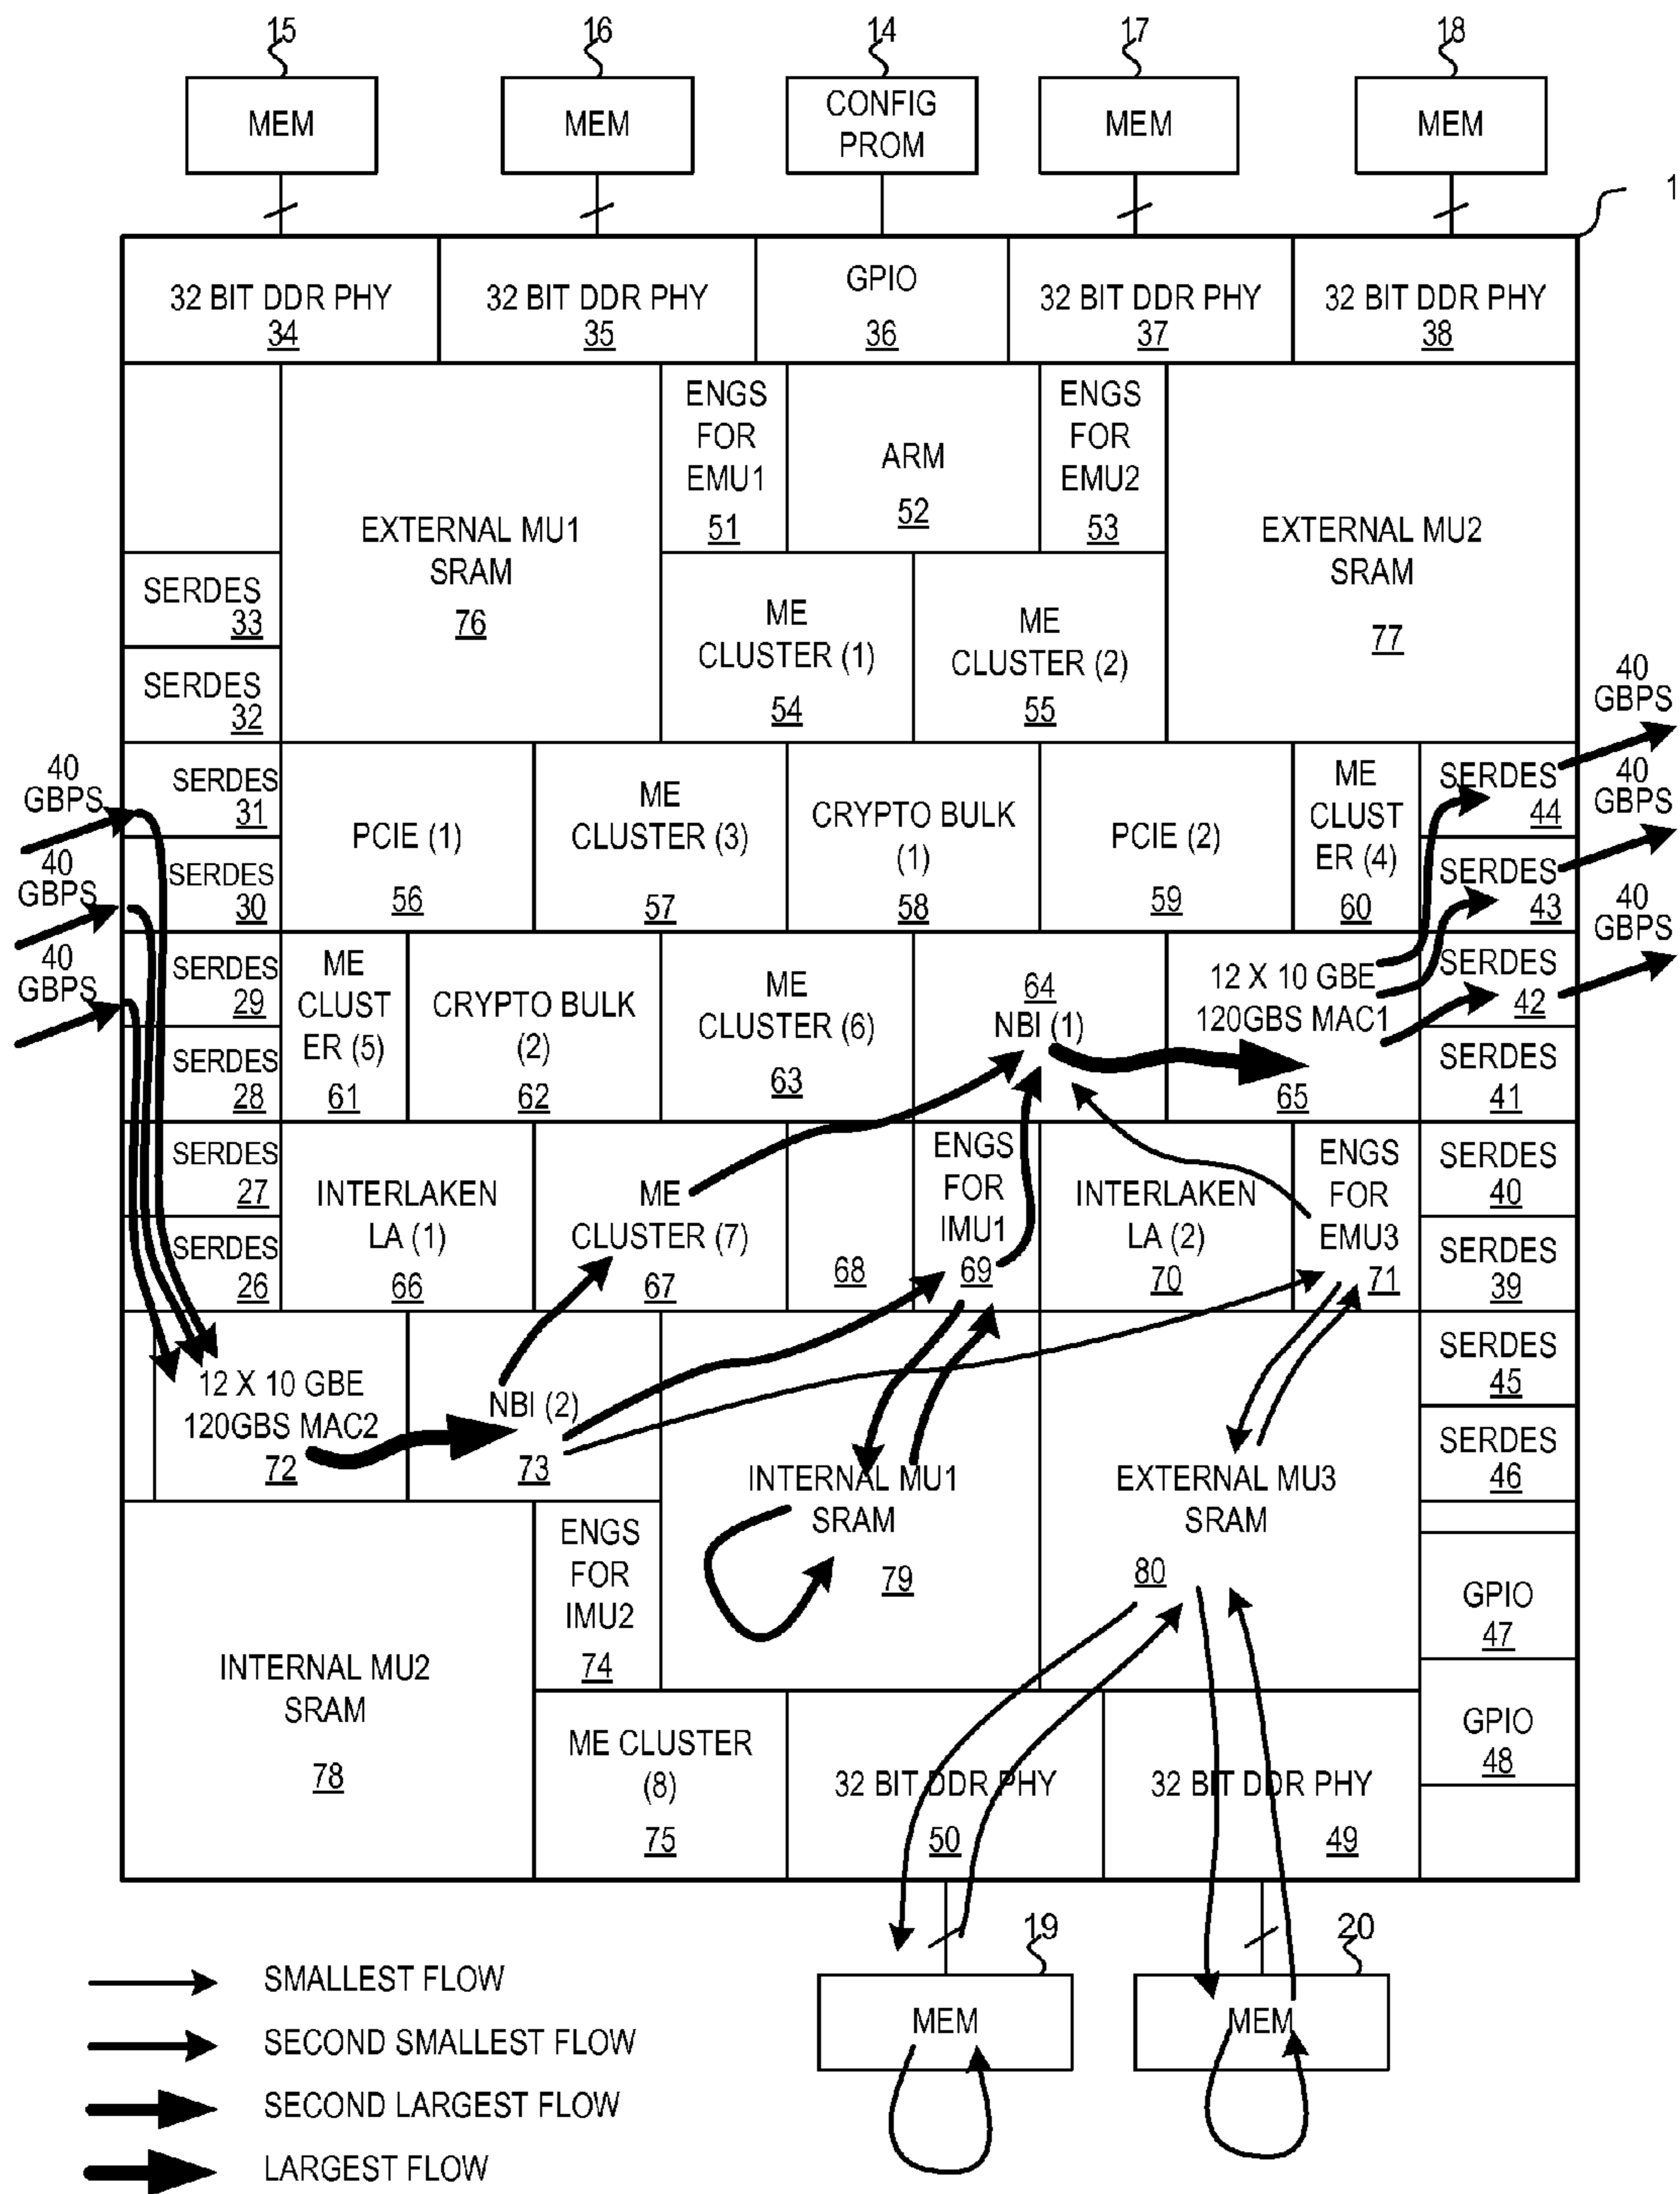 15
16
14
17
18
MEM
MEM
CONFIG
PROM
MEM
MEM
1
32 BIT DDR PHY
34
32 BIT DDR PHY
35
GPIO
36
32 BIT DDR PHY
37
32 BIT DDR PHY
38
EXTERNAL MU1
SRAM
76
ENGS
FOR
EMU1
51
ARM
52
ENGS
FOR
EMU2
53
EXTERNAL MU2
SRAM
77
SERDES
33
SERDES
32
ME
CLUSTER (1)
54
ME
CLUSTER (2)
55
40
GBPS
40
GBPS
40
GBPS
SERDES
31
SERDES
30
PCIE (1)
56
ME
CLUSTER (3)
57
CRYPTO BULK
(1)
58
PCIE (2)
59
ME
CLUST
ER (4)
60
SERDES
44
SERDES
43
40
GBPS
40
GBPS
40
GBPS
SERDES
29
SERDES
28
ME
CLUST
ER (5)
61
CRYPTO BULK
(2)
62
ME
CLUSTER (6)
63
64
NBI (1)
12 X 10 GBE
120GBS MAC1
65
SERDES
42
SERDES
41
SERDES
27
SERDES
26
INTERLAKEN
LA (1)
66
ME
CLUSTER (7)
67
68
ENGS
FOR
IMU1
69
INTERLAKEN
LA (2)
70
ENGS
FOR
EMU3
71
SERDES
40
SERDES
39
12 X 10 GBE
120GBS MAC2
72
NBI (2)
73
INTERNAL MU1
SRAM
79
EXTERNAL MU3
SRAM
80
SERDES
45
SERDES
46
INTERNAL MU2
SRAM
78
ENGS
FOR
IMU2
74
GPIO
47
GPIO
48
ME CLUSTER
(8)
75
32 BIT DDR PHY
50
32 BIT DDR PHY
49
19
20
MEM
MEM
SMALLEST FLOW
SECOND SMALLEST FLOW
SECOND LARGEST FLOW
LARGEST FLOW